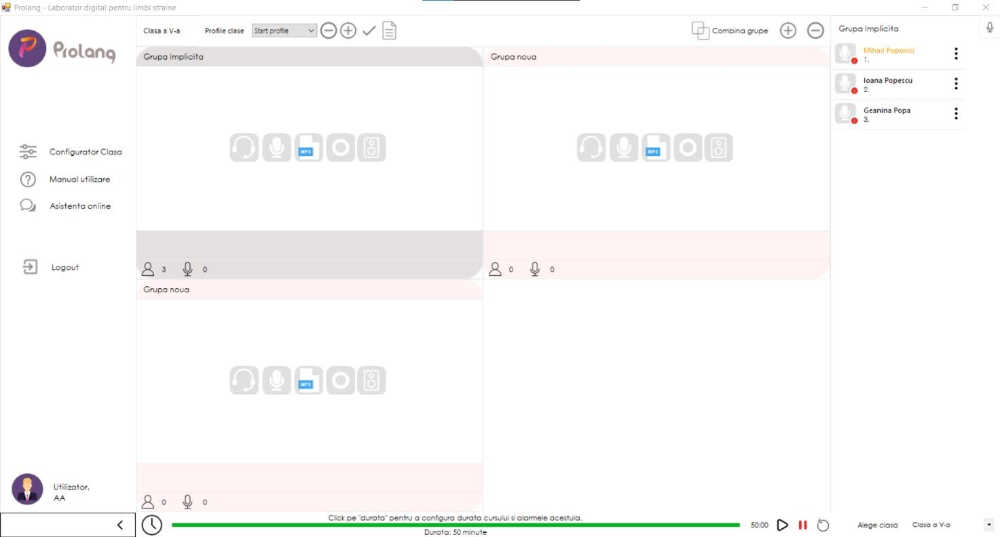 Prolang - Laborator digital pentru limbi straine
Prolang
Clasa a V-a
Profile clase
Start profile
Combina grupe
Grupa Implicita
Mihail Popovici
1.
Ioana Popescu
2.
Geanina Popa
3.
Grupa Implicita
MP3
3
0
Grupa noua
MP3
0
0
Grupa noua
MP3
0
0
Configurator Clasa
Manual utilizare
Asistenta online
Logout
Utilizator,
AA
Click pe "durata" pentru a configura durata cursului si alarmele acestuia.
Durata: 50 minute
50:00
Alege clasa
Clasa a V-a